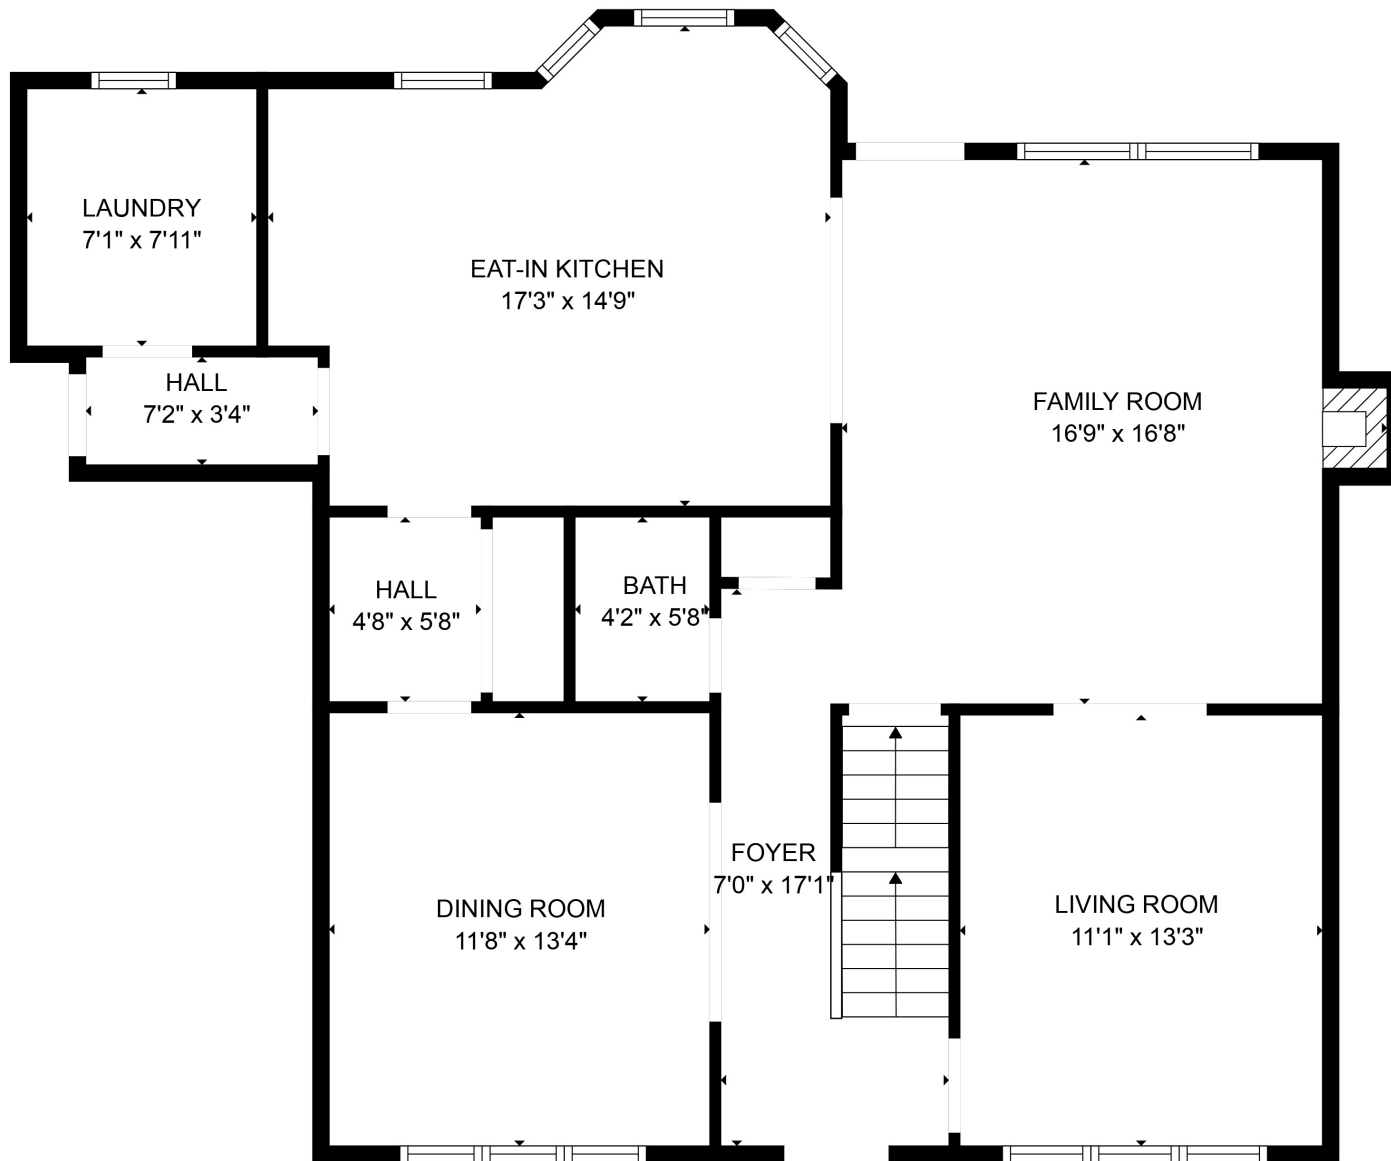 LAUNDRY
7'1" x 7'11"
EAT-IN KITCHEN
17'3" x 14'9"
HALL
7'2" x 3'4"
FAMILY ROOM
16'9" x 16'8"
HALL
4'8" x 5'8"
BATH
4'2" x 5'8"
FOYER
7'0" x 17'1"
DINING ROOM
11'8" x 13'4"
LIVING ROOM
11'1" x 13'3"